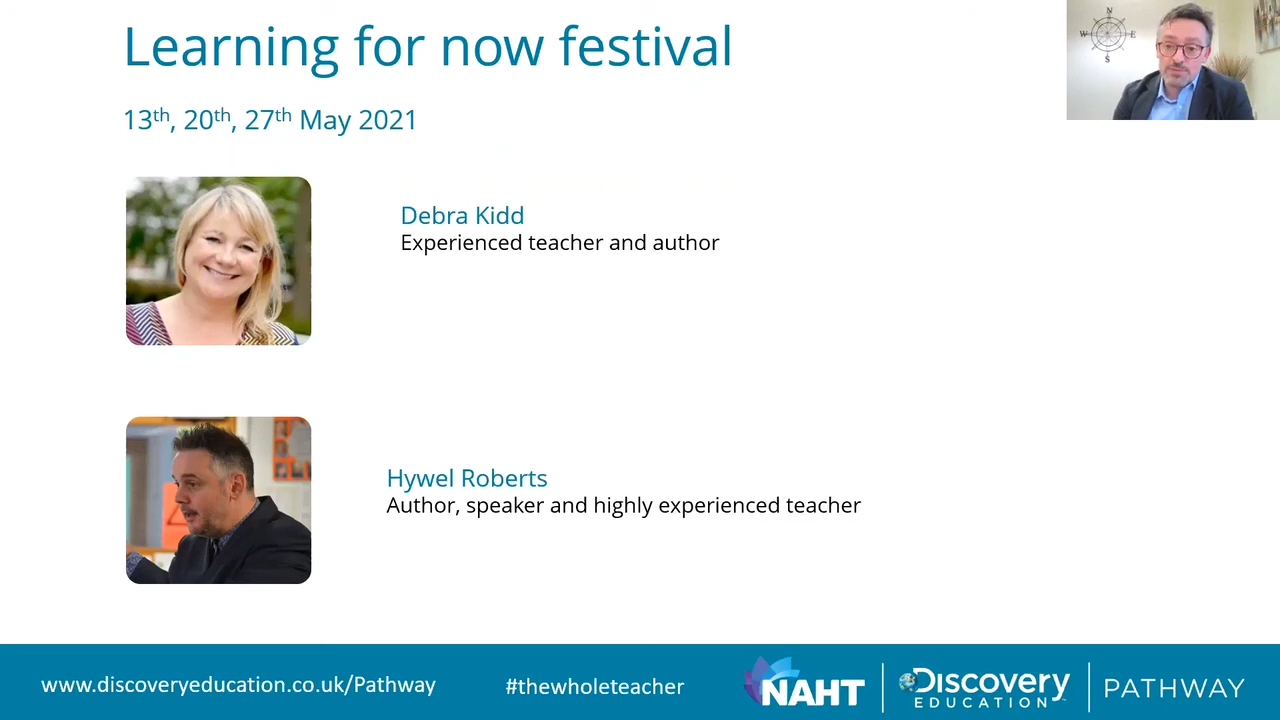 Learning for now festival
13th, 20th, 27th May 2021
N
W E
S
Debra Kidd
Experienced teacher and author
Hywel Roberts
Author, speaker and highly experienced teacher
www.discoveryeducation.co.uk/Pathway
#thewholeteacher
NAHT
Discovery
EDUCATION
PATHWAY